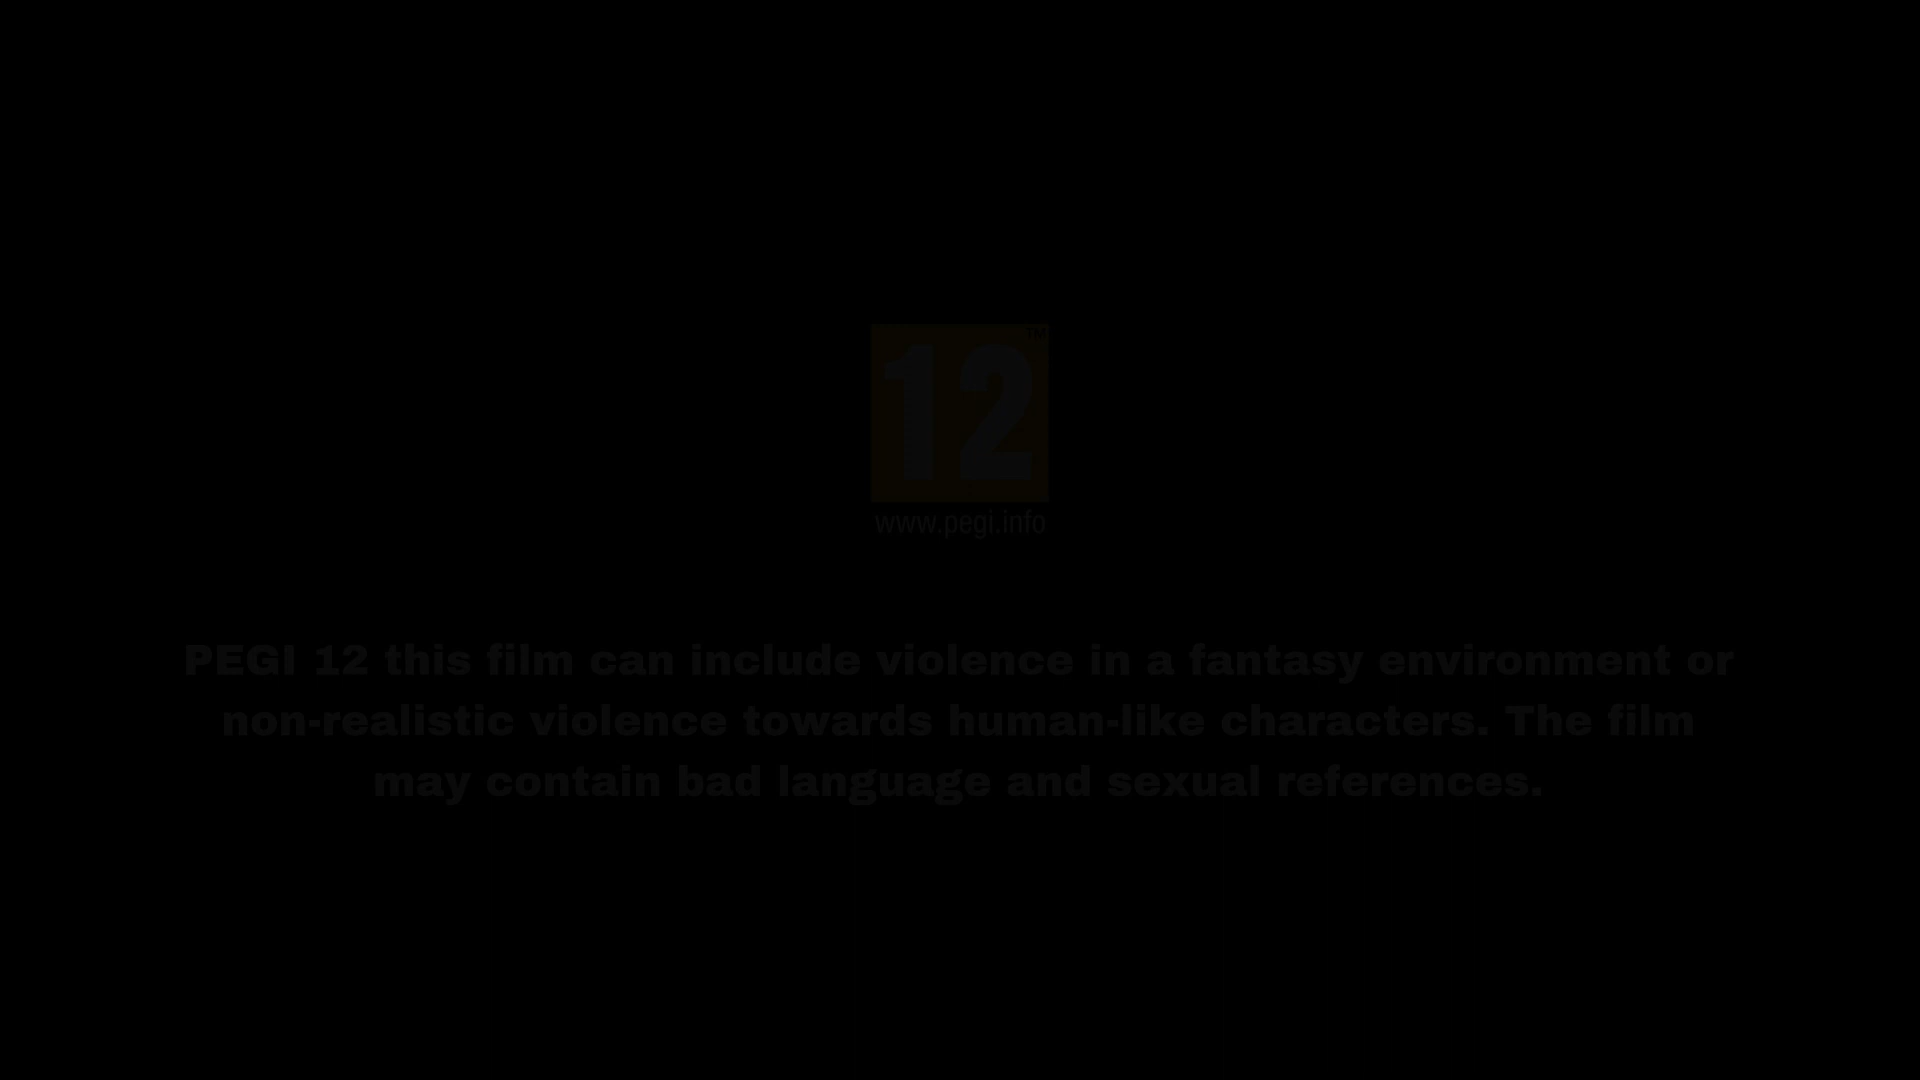 12
TM
www.pegi.info
PEGI 12 this film can include violence in a fantasy environment or
non-realistic violence towards human-like characters. The film
may contain bad language and sexual references.